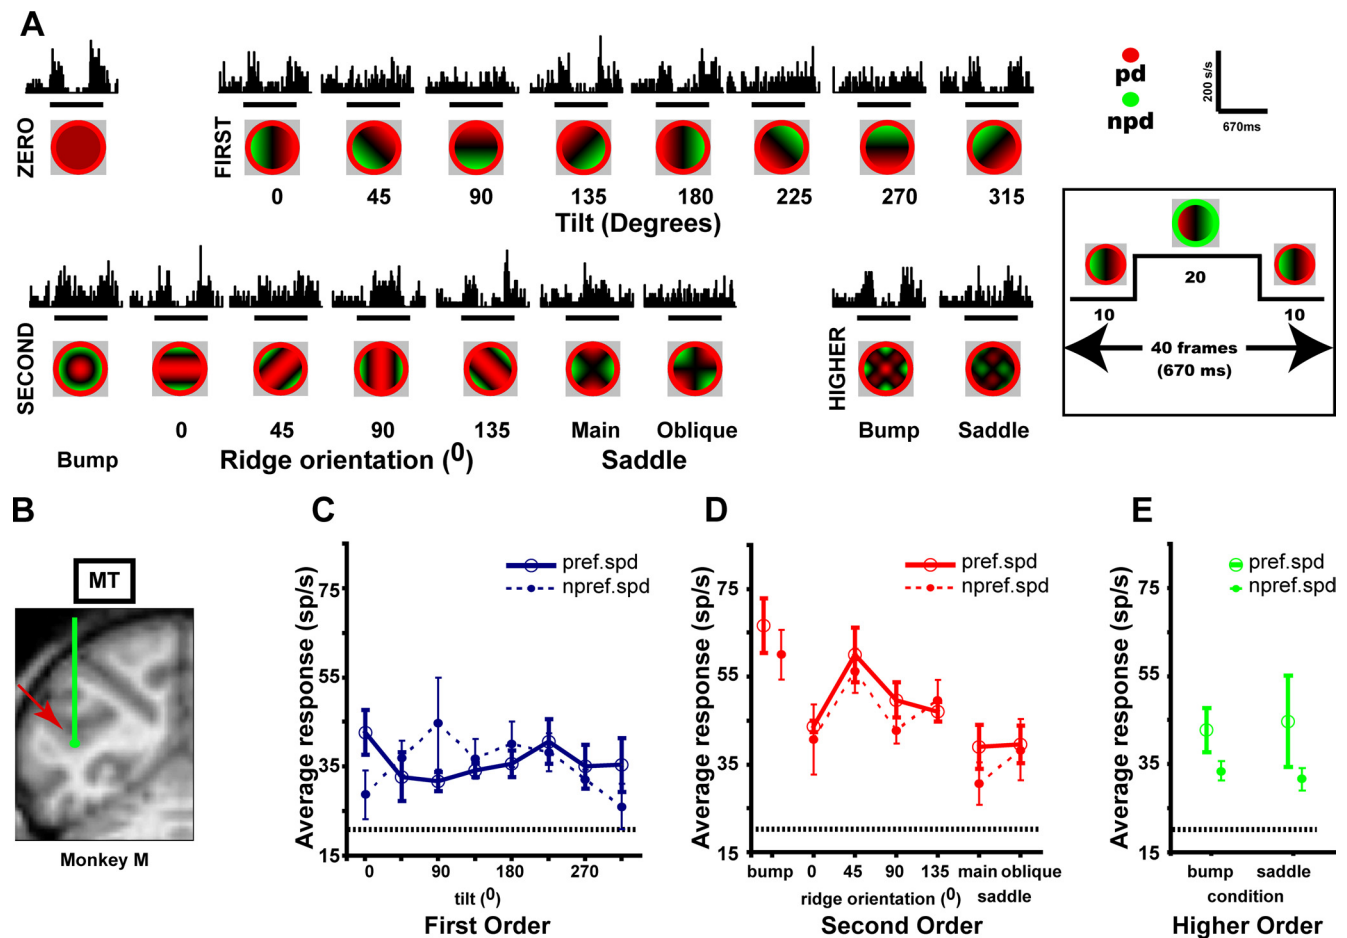 A
ZERO
FIRST
0 45 90 135 180 225 270 315
Tilt (Degrees)
pd
npd
200 s/s
670ms
SECOND
0 45 90 135 Main Oblique
Bump Ridge orientation (0) Saddle
HIGHER
Bump Saddle
20
10 10
40 frames
(670 ms)
B
MT
Monkey M
C
pref.spd
npref.spd
Average response (sp/s)
75
55
35
15
0 90 180 270
tilt (0)
First Order
D
pref.spd
npref.spd
Average response (sp/s)
75
55
35
15
bump 0 45 90 135 main oblique
ridge orientation (0) saddle
Second Order
E
pref.spd
npref.spd
Average response (sp/s)
75
55
35
15
bump saddle
condition
Higher Order